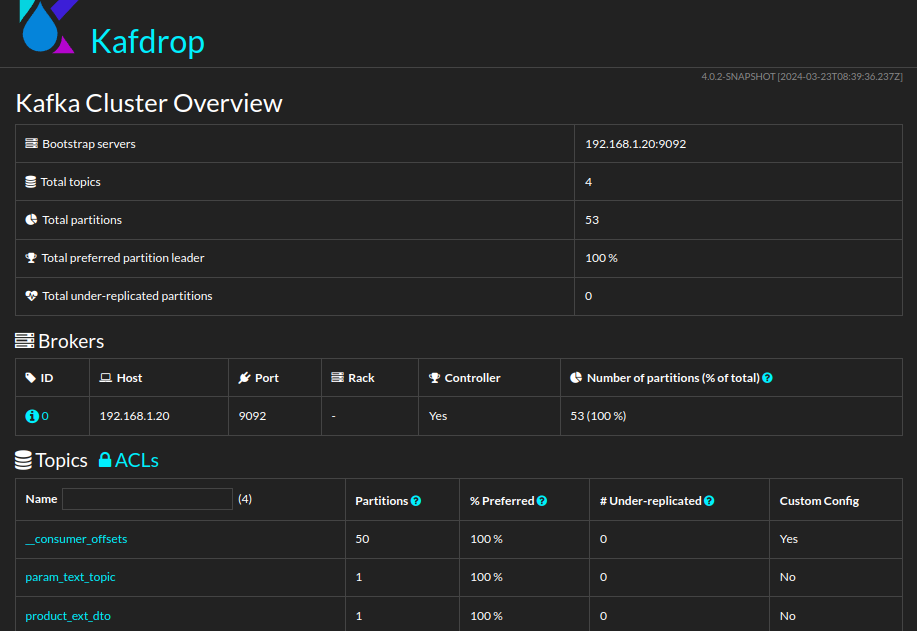 Kafdrop
4.0.2-SNAPSHOT [2024-03-23T08:39:36.237Z]
Kafka Cluster Overview
Bootstrap servers 192.168.1.20:9092
Total topics 4
Total partitions 53
Total preferred partition leader 100 %
Total under-replicated partitions 0
Brokers
ID Host Port Rack Controller Number of partitions (% of total)
0 192.168.1.20 9092 - Yes 53 (100 %)
Topics ACLs
Name (4) Partitions % Preferred # Under-replicated Custom Config
__consumer_offsets 50 100 % 0 Yes
param_text_topic 1 100 % 0 No
product_ext_dto 1 100 % 0 No